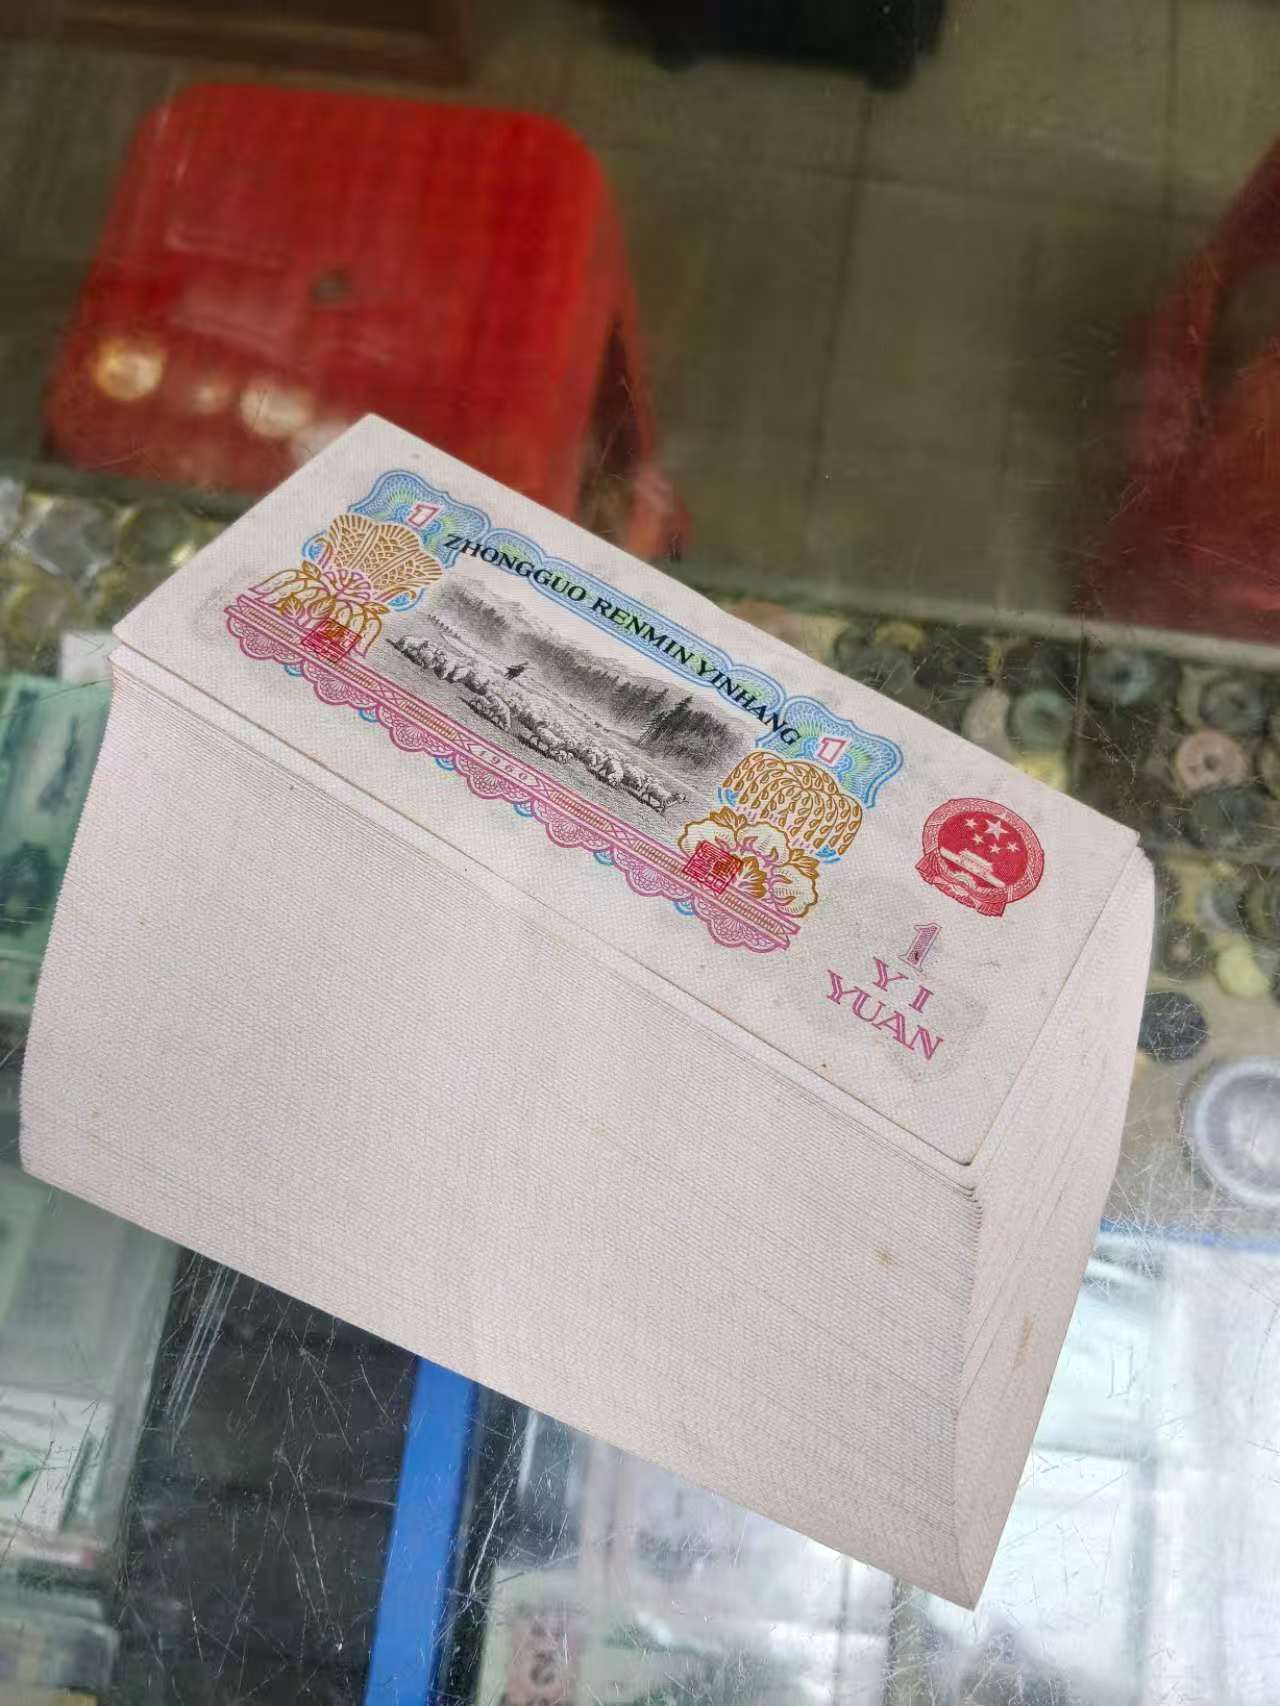 1
ZHONGGUO RENMIN YINHANG
1
1960
1
YI
YUAN